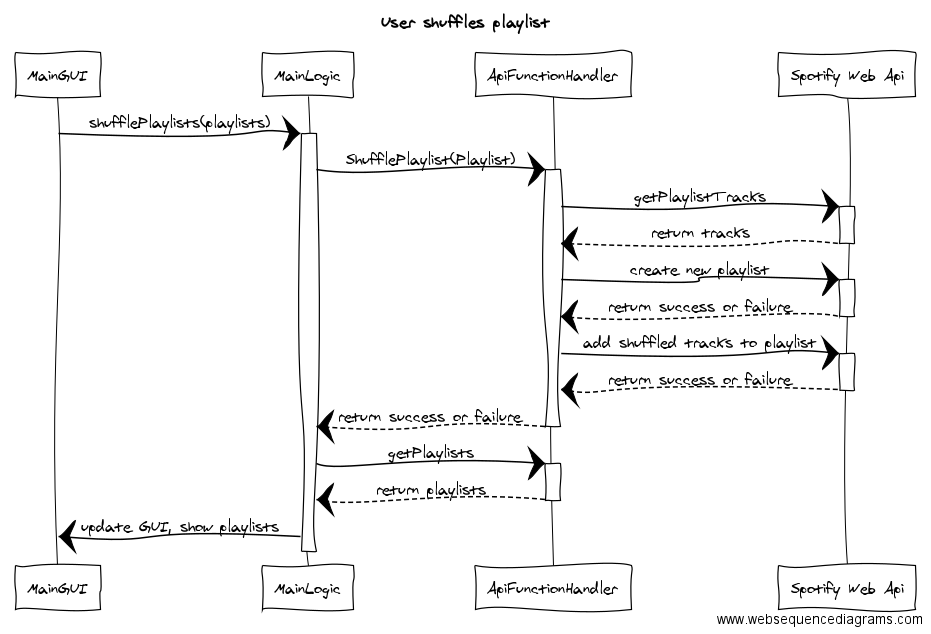 User shuffles playlist
MainGUI
MainLogic
ApiFunctionHandler
Spotify Web Api
shufflePlaylists(playlists)
ShufflePlaylist(Playlist)
getPlaylistTracks
return tracks
create new playlist
return success or failure
add shuffled tracks to playlist
return success or failure
return success or failure
getPlaylists
return playlists
update GUI, show playlists
MainGUI
MainLogic
ApiFunctionHandler
Spotify Web Api
www.websequencediagrams.com